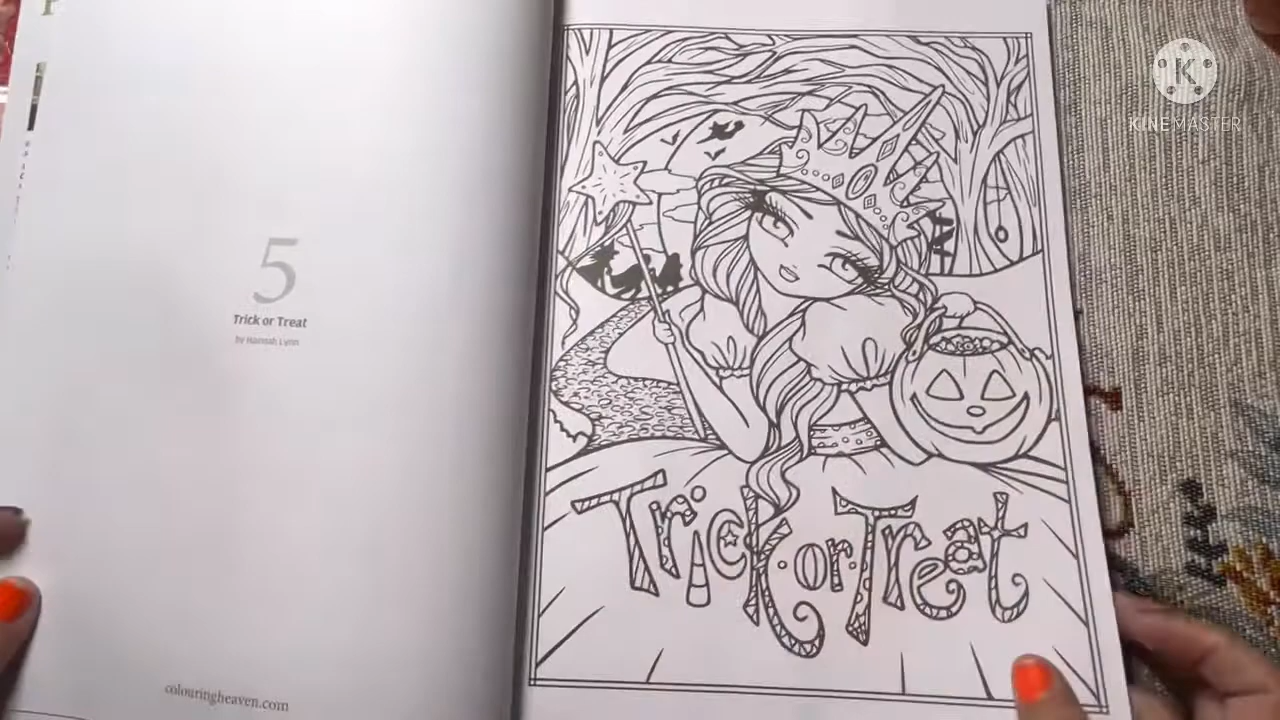 5
Trick or Treat
by Hannah Lynn
colouringheaven.com
Trick or Treat
K
KINEMASTER